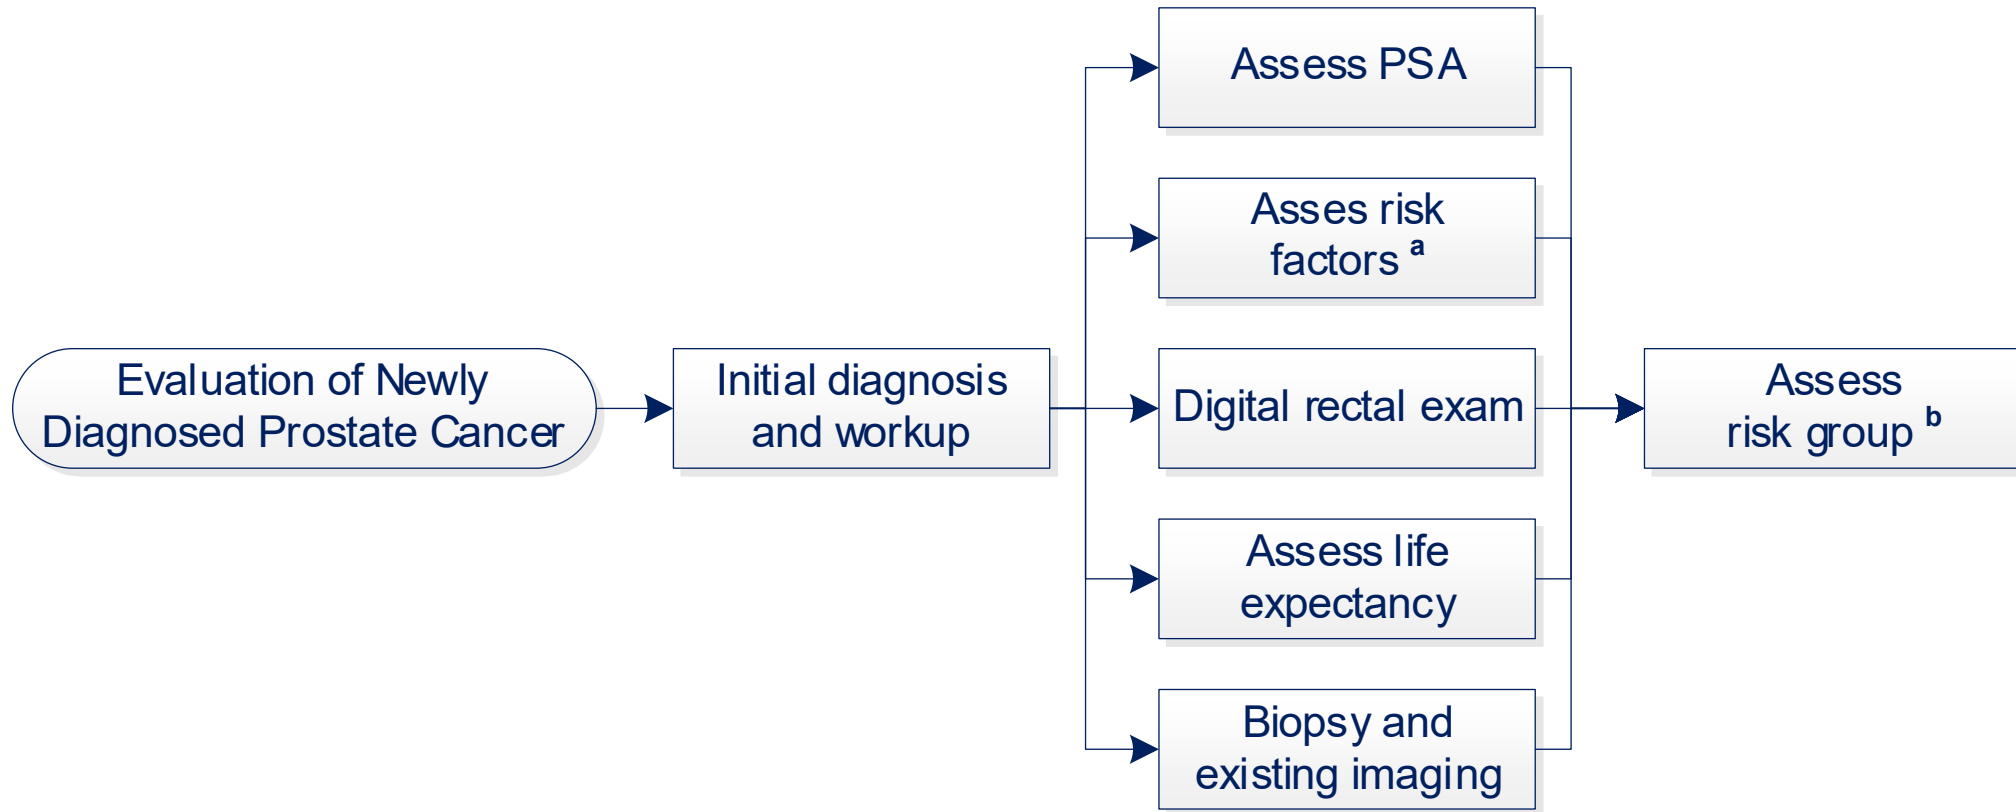 Evaluation of Newly
Diagnosed Prostate Cancer
Initial diagnosis
and workup
Assess PSA
Asses risk
factors a
Digital rectal exam
Assess life
expectancy
Biopsy and
existing imaging
Assess
risk group b